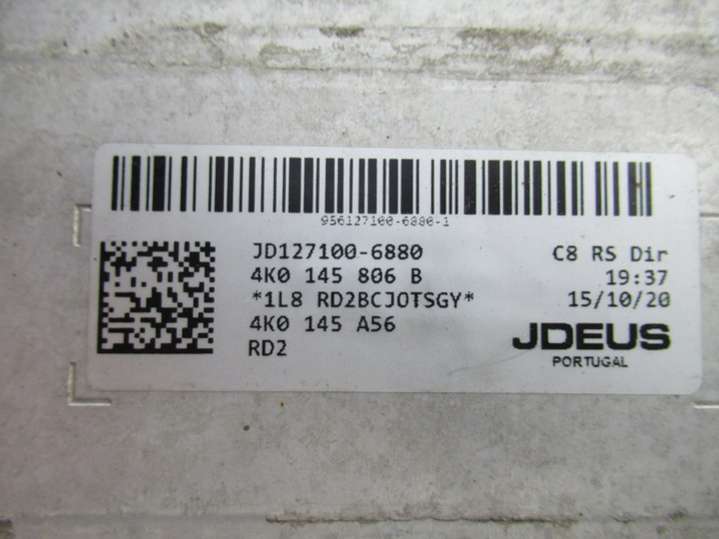 956127100-6880-1
JD127100-6880
4K0 145 806 B
*1L8 RD2BCJOTSGY*
4K0 145 A56
RD2
C8 RS Dir
19:37
15/10/20
JDEUS
PORTUGAL